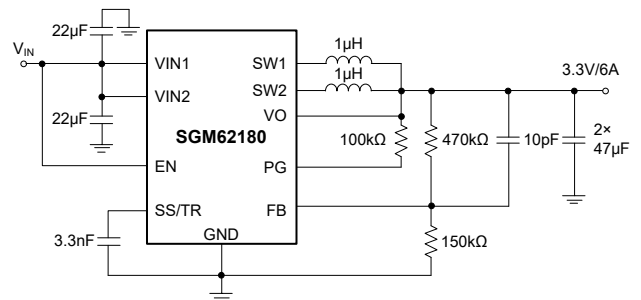 22μF
V_IN
22μF
VIN1
VIN2
EN
SS/TR
3.3nF
SGM62180
GND
SW1
SW2
VO
PG
FB
1μH
1μH
100kΩ
470kΩ
10pF
3.3V/6A
2×
47μF
150kΩ